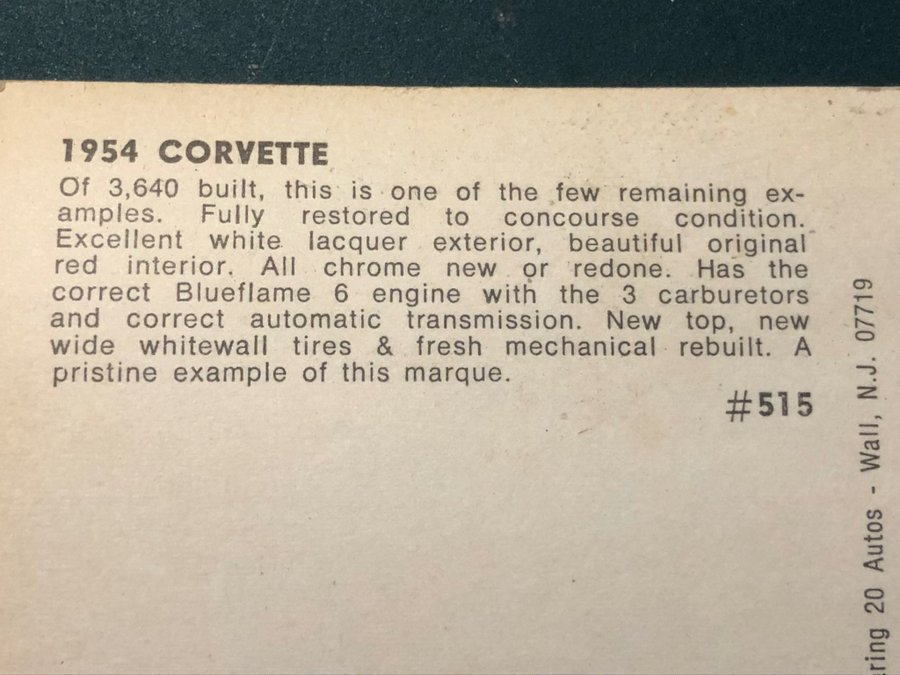 1954 CORVETTE
Of 3,640 built, this is one of the few remaining ex-
amples. Fully restored to concourse condition.
Excellent white lacquer exterior, beautiful original
red interior. All chrome new or redone. Has the
correct Blueflame 6 engine with the 3 carburetors
and correct automatic transmission. New top, new
wide whitewall tires & fresh mechanical rebuilt. A
pristine example of this marque.
#515
ring 20 Autos - Wall, N.J. 07719